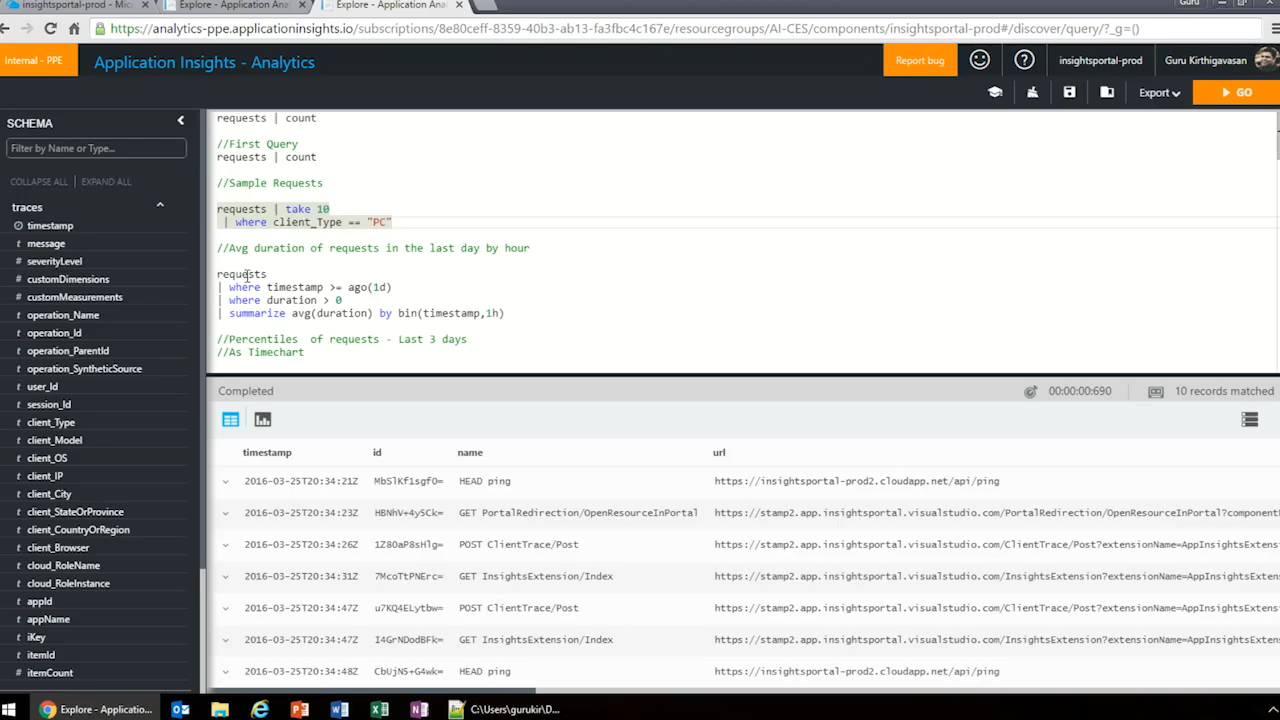 insightsportal - Mic
Explore - Application An
Explore - Application Ana
Guru
https://analytics-ppe.applicationinsights.io/subscriptions/8e80ceff-8359-40b3-ab13-fa3fbc4c167e/resourcegroups/AI-CES/components/insightsportal-prod#/discover/query/?_g=()
Internal - PPE
Application Insights - Analytics
Report bug
insightsportal-prod
Guru Kirthigavasan
Export
GO
SCHEMA
Filter by Name or Type...
COLLAPSE ALL
EXPAND ALL
traces
timestamp
t message
# severityLevel
# customDimensions
# customMeasurements
t operation_Name
t operation_Id
t operation_ParentId
t operation_SyntheticSource
t user_Id
t session_Id
t client_Type
t client_Model
t client_OS
t client_IP
t client_City
t client_StateOrProvince
t client_CountryOrRegion
t client_Browser
t cloud_RoleName
t cloud_RoleInstance
t appId
t appName
t iKey
t itemId
# itemCount
requests | count
//First Query
requests | count
//Sample Requests
requests | take 10
| where client_Type == "PC"
//Avg duration of requests in the last day by hour
requests
| where timestamp >= ago(1d)
| where duration > 0
| summarize avg(duration) by bin(timestamp,1h)
//Percentiles  of requests - Last 3 days
//As Timechart
Completed
00:00:00:690
10 records matched
timestamp id name url
2016-03-25T20:34:21Z MbSlKf1sgf0= HEAD ping https://insightsportal-prod2.cloudapp.net/api/ping
2016-03-25T20:34:23Z HBNhV+4y5Ck= GET PortalRedirection/OpenResourceInPortal https://stamp2.app.insightsportal.visualstudio.com/PortalRedirection/OpenResourceInPortal?component
2016-03-25T20:34:26Z 1Z8OaP8sHlg= POST ClientTrace/Post https://stamp2.app.insightsportal.visualstudio.com/ClientTrace/Post?extensionName=AppInsightsExten
2016-03-25T20:34:31Z 7McoTtPNErc= GET InsightsExtension/Index https://stamp2.app.insightsportal.visualstudio.com/InsightsExtension?extensionName=AppInsightsExten
2016-03-25T20:34:47Z u7KQ4ELytbw= POST ClientTrace/Post https://stamp2.app.insightsportal.visualstudio.com/ClientTrace/Post?extensionName=AppInsightsExten
2016-03-25T20:34:47Z I4GrNDodBFk= GET InsightsExtension/Index https://stamp2.app.insightsportal.visualstudio.com/InsightsExtension?extensionName=AppInsightsExten
2016-03-25T20:34:48Z CbUjN5+G4wk= HEAD ping https://insightsportal-prod2.cloudapp.net/api/ping
Explore - Applicatio...
C:\Users\gurukir\D...